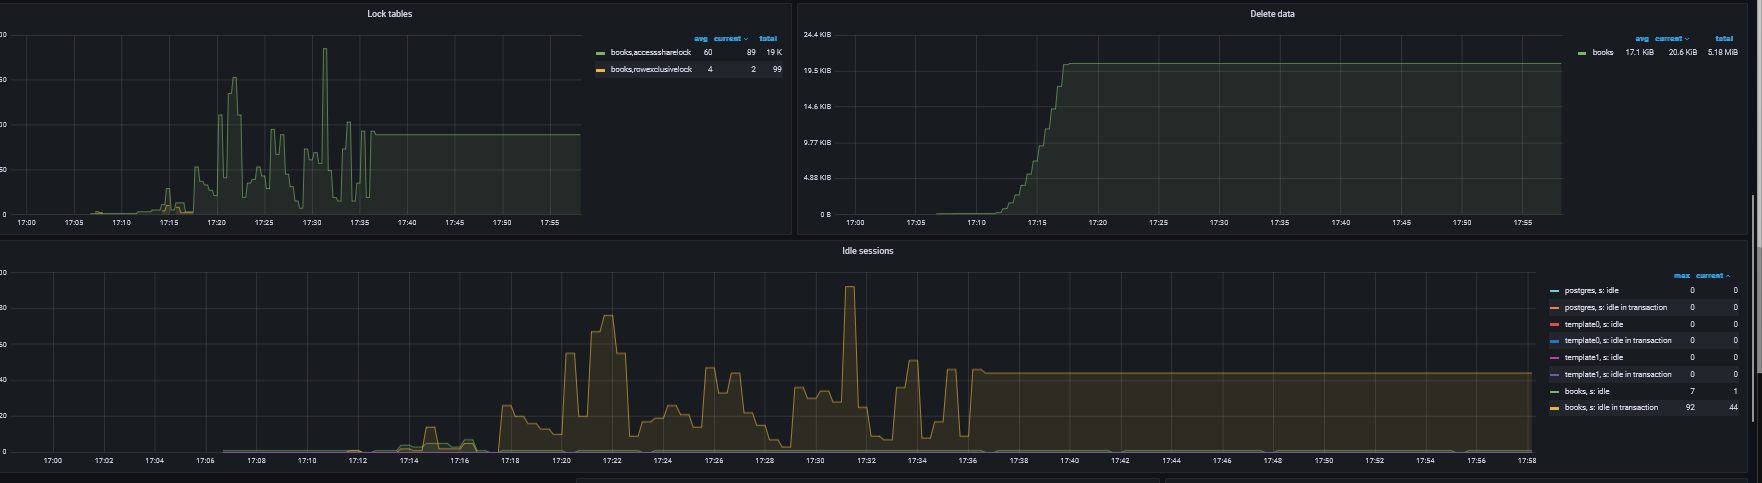 Lock tables
avg current total
books,accesssharelock 60 89 19 K
books,rowexclusivelock 4 2 99
00
50
00
50
0
17:00 17:05 17:10 17:15 17:20 17:25 17:30 17:35 17:40 17:45 17:50 17:55
Delete data
avg current total
books 17.1 KiB 20.6 KiB 5.18 MiB
24.4 KiB
19.5 KiB
14.6 KiB
9.77 KiB
4.88 KiB
0 B
17:00 17:05 17:10 17:15 17:20 17:25 17:30 17:35 17:40 17:45 17:50 17:55
Idle sessions
max current
postgres, s: idle 0 0
postgres, s: idle in transaction 0 0
template0, s: idle 0 0
template0, s: idle in transaction 0 0
template1, s: idle 0 0
template1, s: idle in transaction 0 0
books, s: idle 7 1
books, s: idle in transaction 92 44
00
80
60
40
20
0
17:00 17:02 17:04 17:06 17:08 17:10 17:12 17:14 17:16 17:18 17:20 17:22 17:24 17:26 17:28 17:30 17:32 17:34 17:36 17:38 17:40 17:42 17:44 17:46 17:48 17:50 17:52 17:54 17:56 17:58